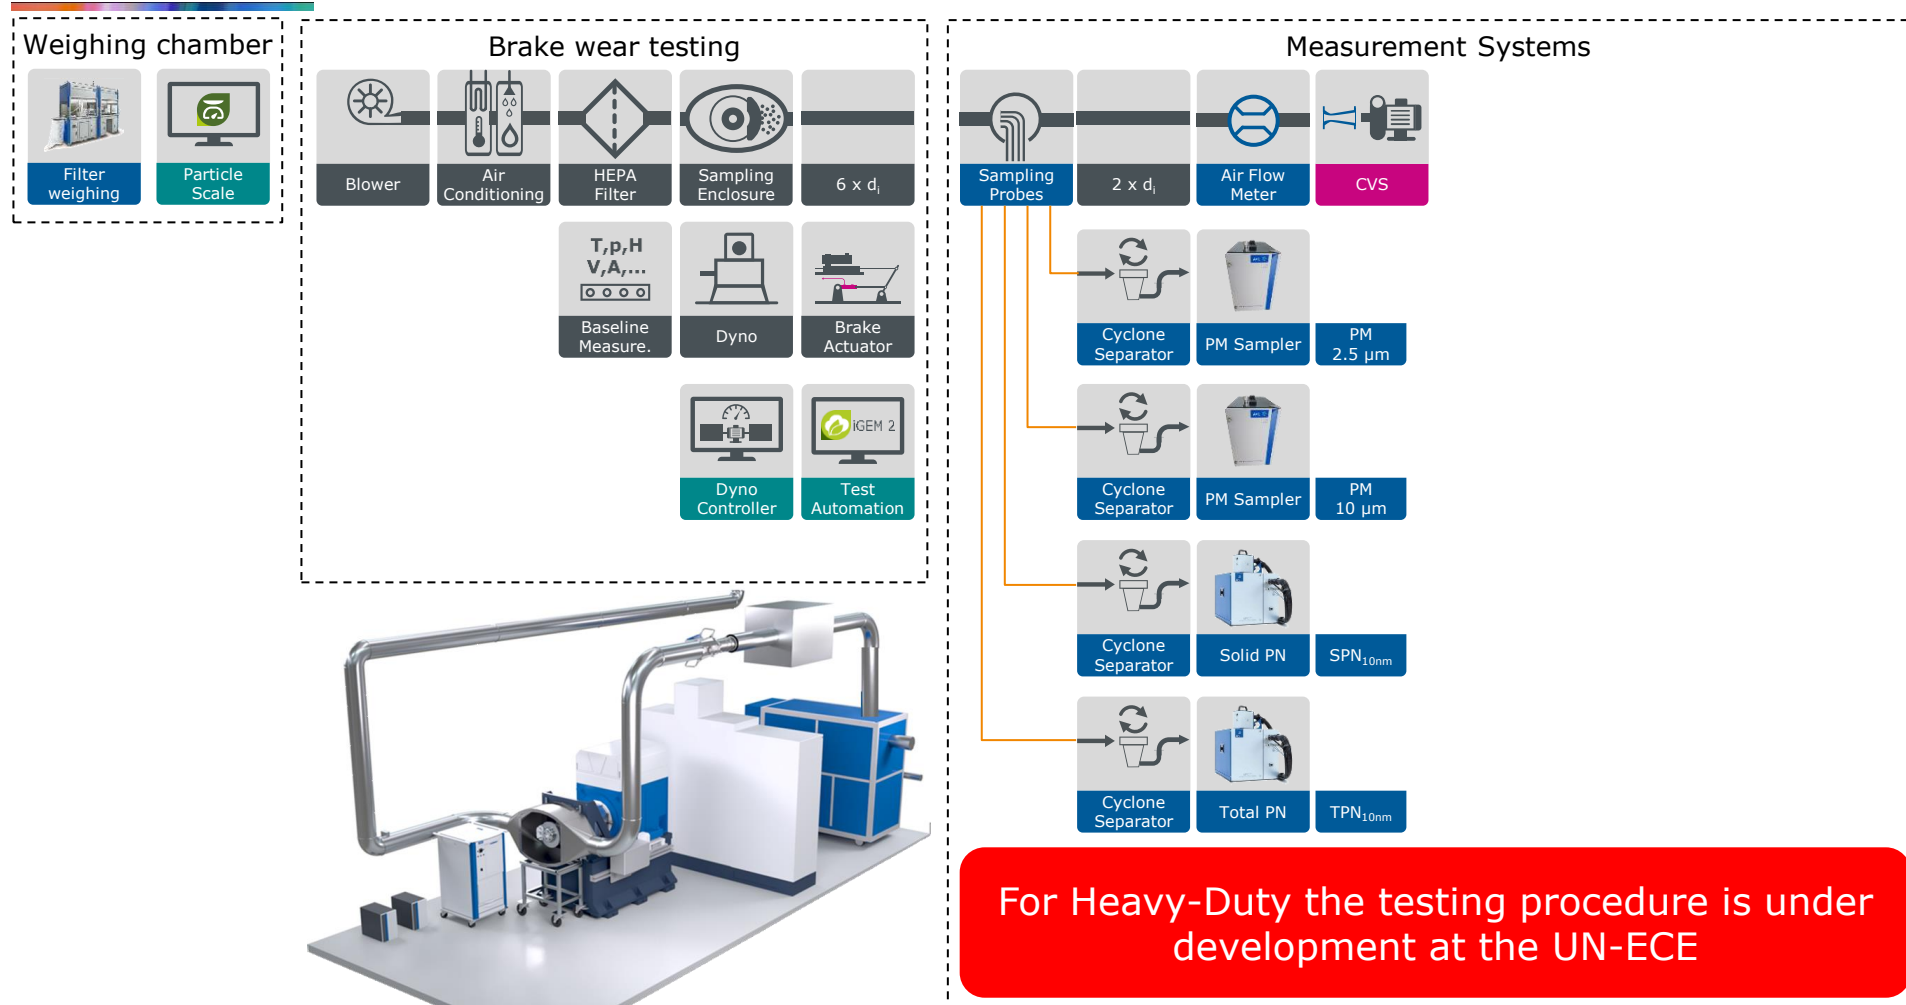 Weighing chamber
Filter
weighing
Particle
Scale
Brake wear testing
Blower
Air
Conditioning
HEPA
Filter
Sampling
Enclosure
6 x di
T,p,H
V,A,...
Baseline
Measure.
Dyno
Brake
Actuator
Dyno
Controller
iGEM 2
Test
Automation
Measurement Systems
Sampling
Probes
2 x di
Air Flow
Meter
CVS
Cyclone
Separator
PM Sampler
PM
2.5 µm
Cyclone
Separator
PM Sampler
PM
10 µm
Cyclone
Separator
Solid PN
SPN10nm
Cyclone
Separator
Total PN
TPN10nm
For Heavy-Duty the testing procedure is under
development at the UN-ECE